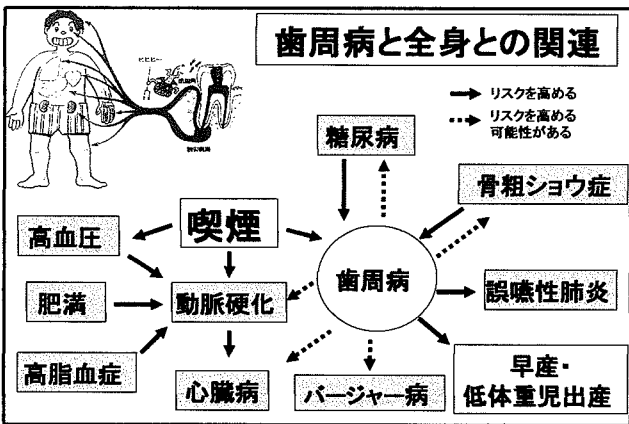 歯周病と全身との関連
リスクを高める
リスクを高める
可能性がある
糖尿病
骨粗ショウ症
高血圧
喫煙
歯周病
肥満
動脈硬化
誤嚥性肺炎
高脂血症
心臓病
バージャー病
早産・
低体重児出産